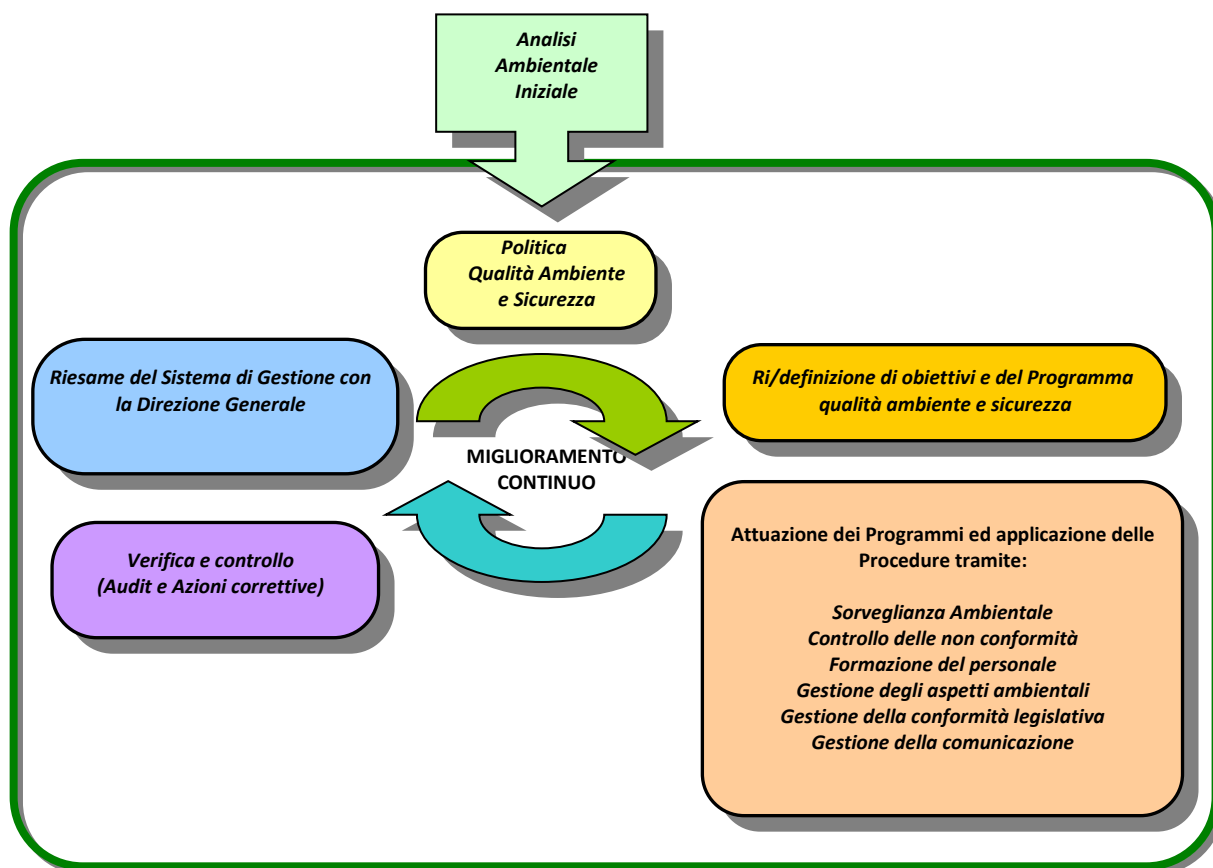 Analisi
Ambientale
Iniziale
Politica
Qualità Ambiente
e Sicurezza
Riesame del Sistema di Gestione con
la Direzione Generale
Ri/definizione di obiettivi e del Programma
qualità ambiente e sicurezza
MIGLIORAMENTO
CONTINUO
Verifica e controllo
(Audit e Azioni correttive)
Attuazione dei Programmi ed applicazione delle
Procedure tramite:
Sorveglianza Ambientale
Controllo delle non conformità
Formazione del personale
Gestione degli aspetti ambientali
Gestione della conformità legislativa
Gestione della comunicazione